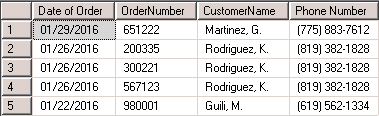 Date of Order OrderNumber CustomerName Phone Number
1 01/29/2016 651222 Martinez, G. (775) 883-7612
2 01/26/2016 200335 Rodriguez, K. (819) 382-1828
3 01/26/2016 300221 Rodriguez, K. (819) 382-1828
4 01/26/2016 567123 Rodriguez, K. (819) 382-1828
5 01/22/2016 980001 Guili, M. (619) 562-1334